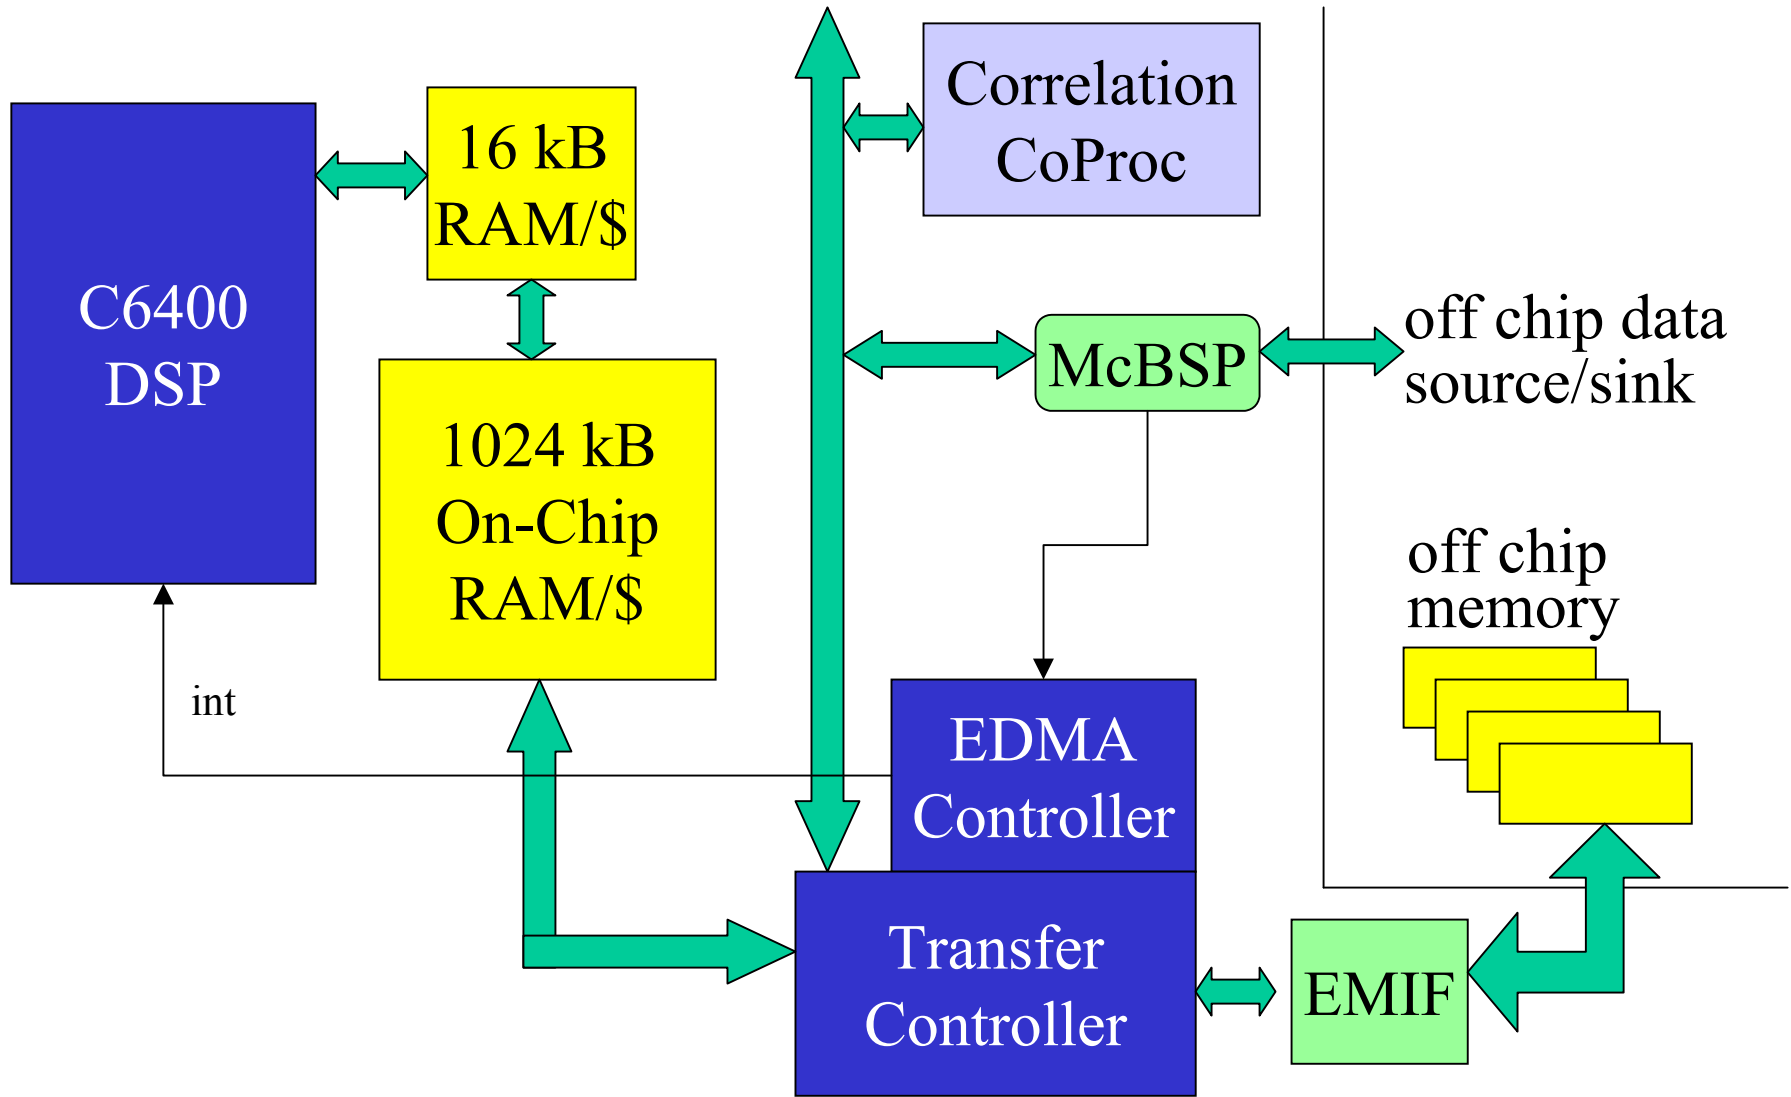 Correlation
CoProc
16 kB
RAM/$
C6400
DSP
off chip data
source/sink
McBSP
1024 kB
On-Chip
RAM/$
off chip
memory
int
EDMA
Controller
Transfer
Controller
EMIF